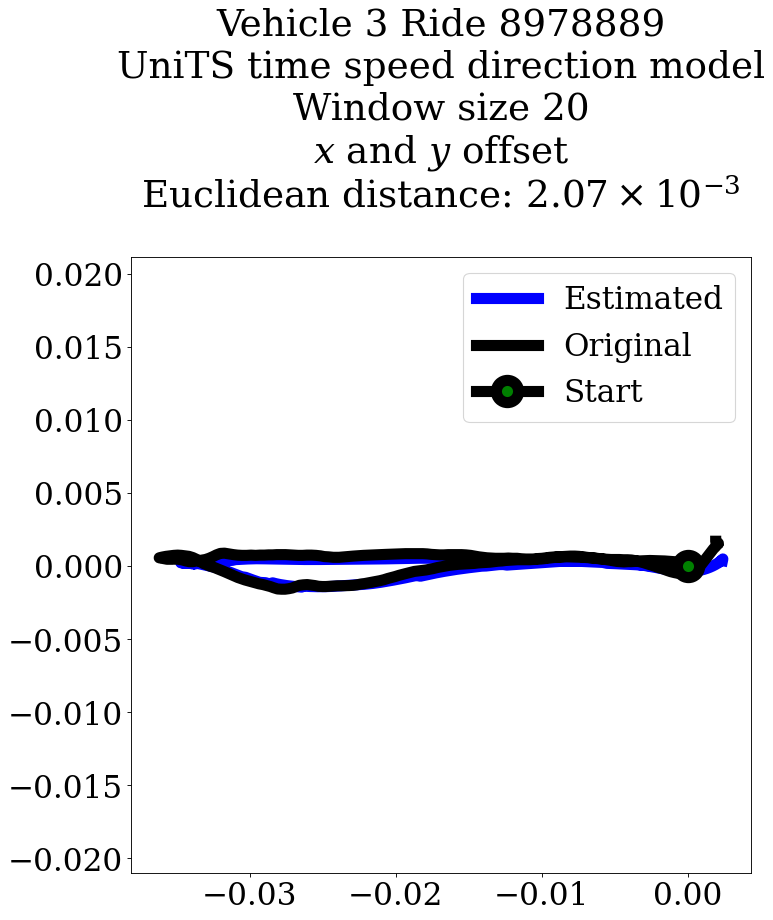 Vehicle 3 Ride 8978889
UniTS time speed direction model
Window size 20
x and y offset
Euclidean distance: 2.07 × 10⁻³
Estimated
Original
Start
0.020
0.015
0.010
0.005
0.000
−0.005
−0.010
−0.015
−0.020
−0.03 −0.02 −0.01 0.00